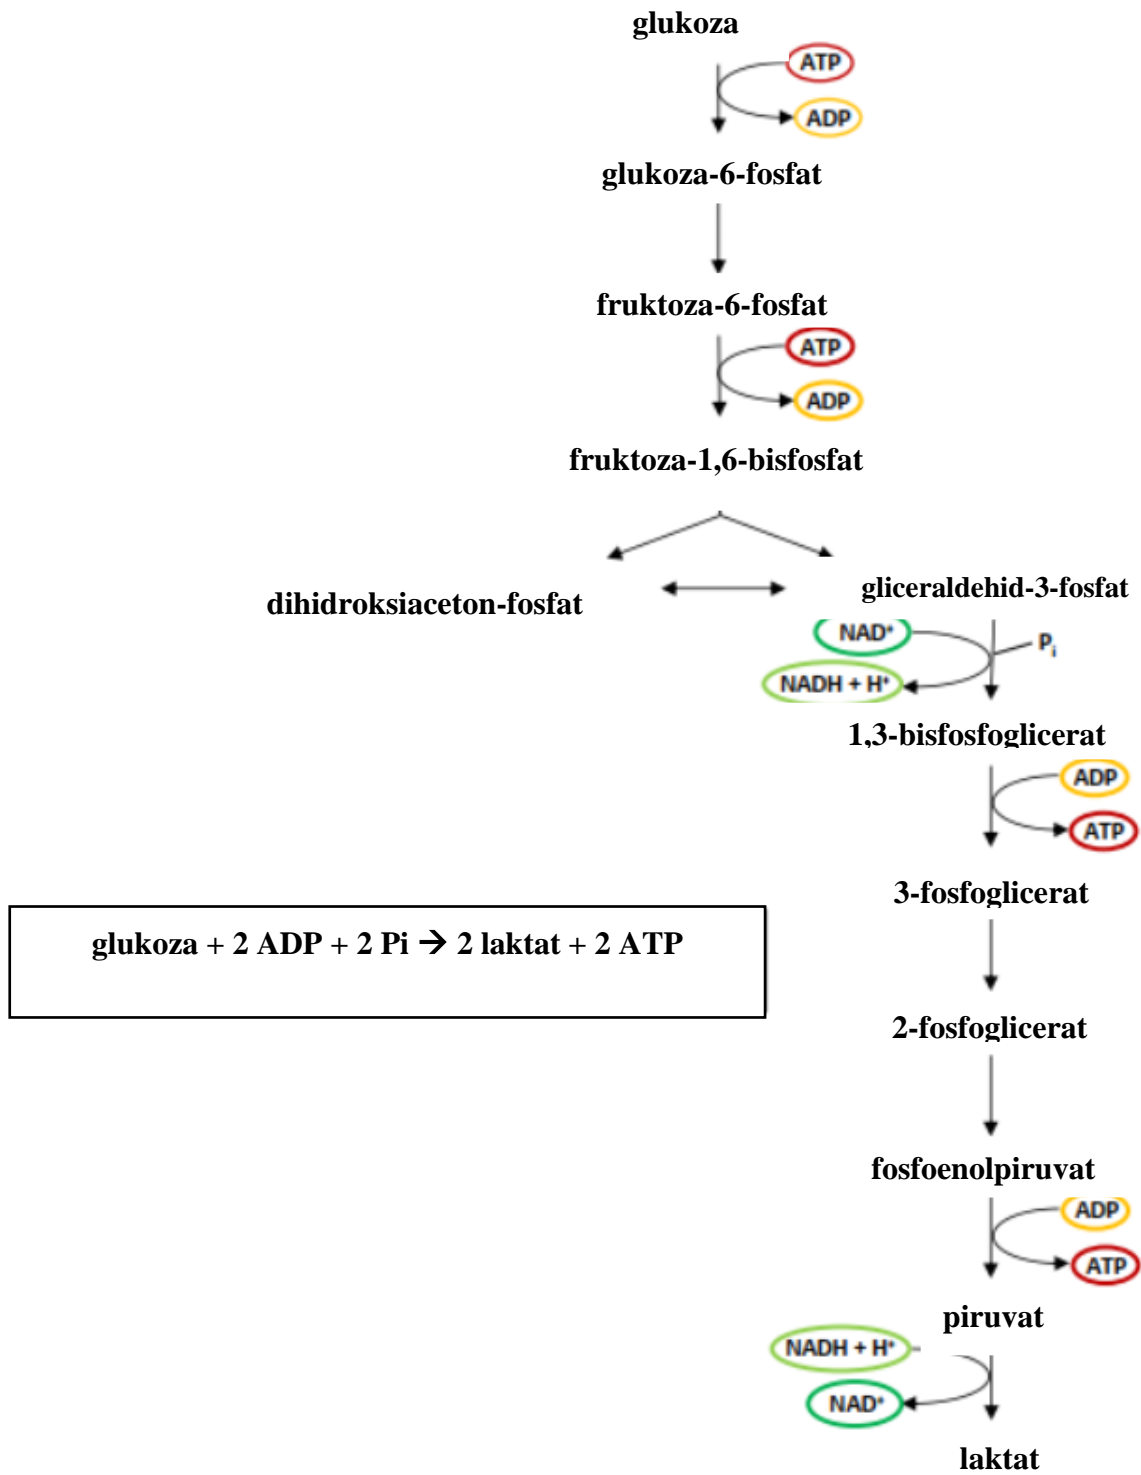 glukoza
ATP
ADP
glukoza-6-fosfat
fruktoza-6-fosfat
ATP
ADP
fruktoza-1,6-bisfosfat
dihidroksiaceton-fosfat
gliceraldehid-3-fosfat
NAD⁺
Pᵢ
NADH + H⁺
1,3-bisfosfoglicerat
ADP
ATP
3-fosfoglicerat
glukoza + 2 ADP + 2 Pi → 2 laktat + 2 ATP
2-fosfoglicerat
fosfoenolpiruvat
ADP
ATP
piruvat
NADH + H⁺
NAD⁺
laktat